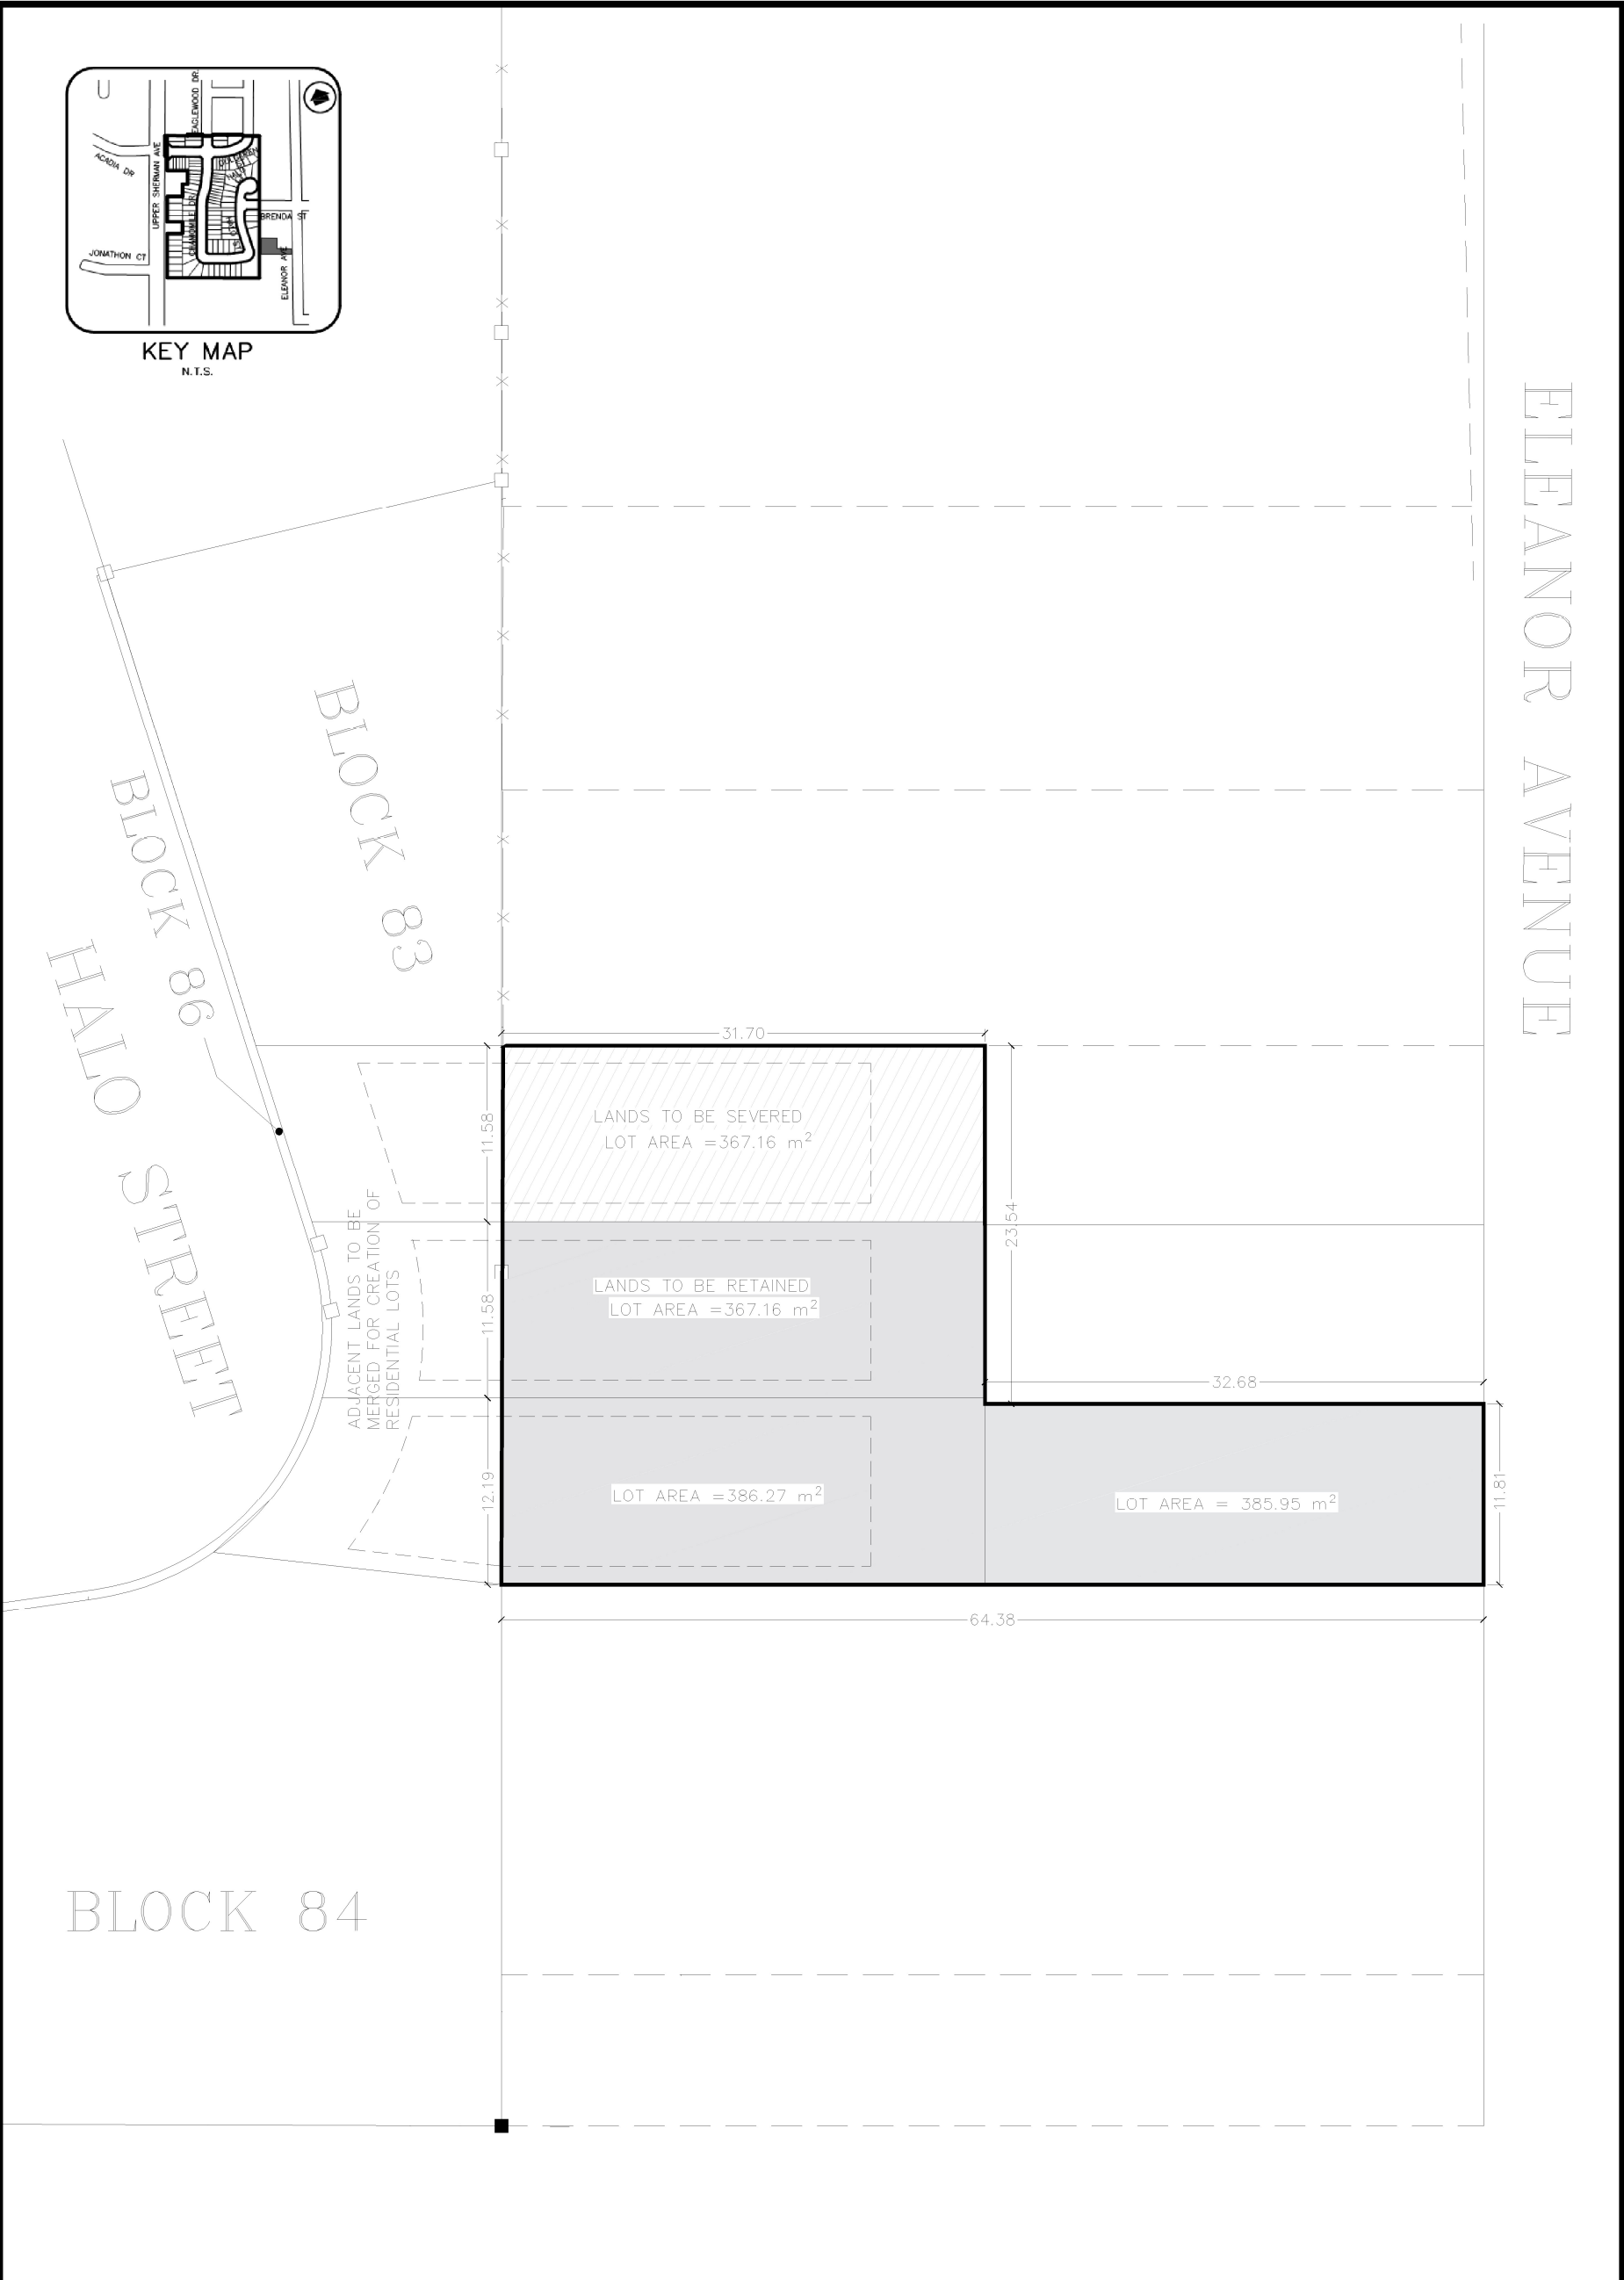 EAGLEWOOD DR.
ACADIA DR
UPPER SHERMAN AVE
CHAMOMILE DR
HALO
BRENDA ST
JONATHON CT
ELEANOR AVE
KEY MAP
N.T.S.
ELEANOR AVENUE
BLOCK 83
BLOCK 86
HALO STREET
31.70
11.58
LANDS TO BE SEVERED
LOT AREA =367.16 m²
23.54
ADJACENT LANDS TO BE
MERGED FOR CREATION OF
RESIDENTIAL LOTS
11.58
LANDS TO BE RETAINED
LOT AREA =367.16 m²
32.68
12.19
LOT AREA =386.27 m²
LOT AREA = 385.95 m²
11.81
64.38
BLOCK 84